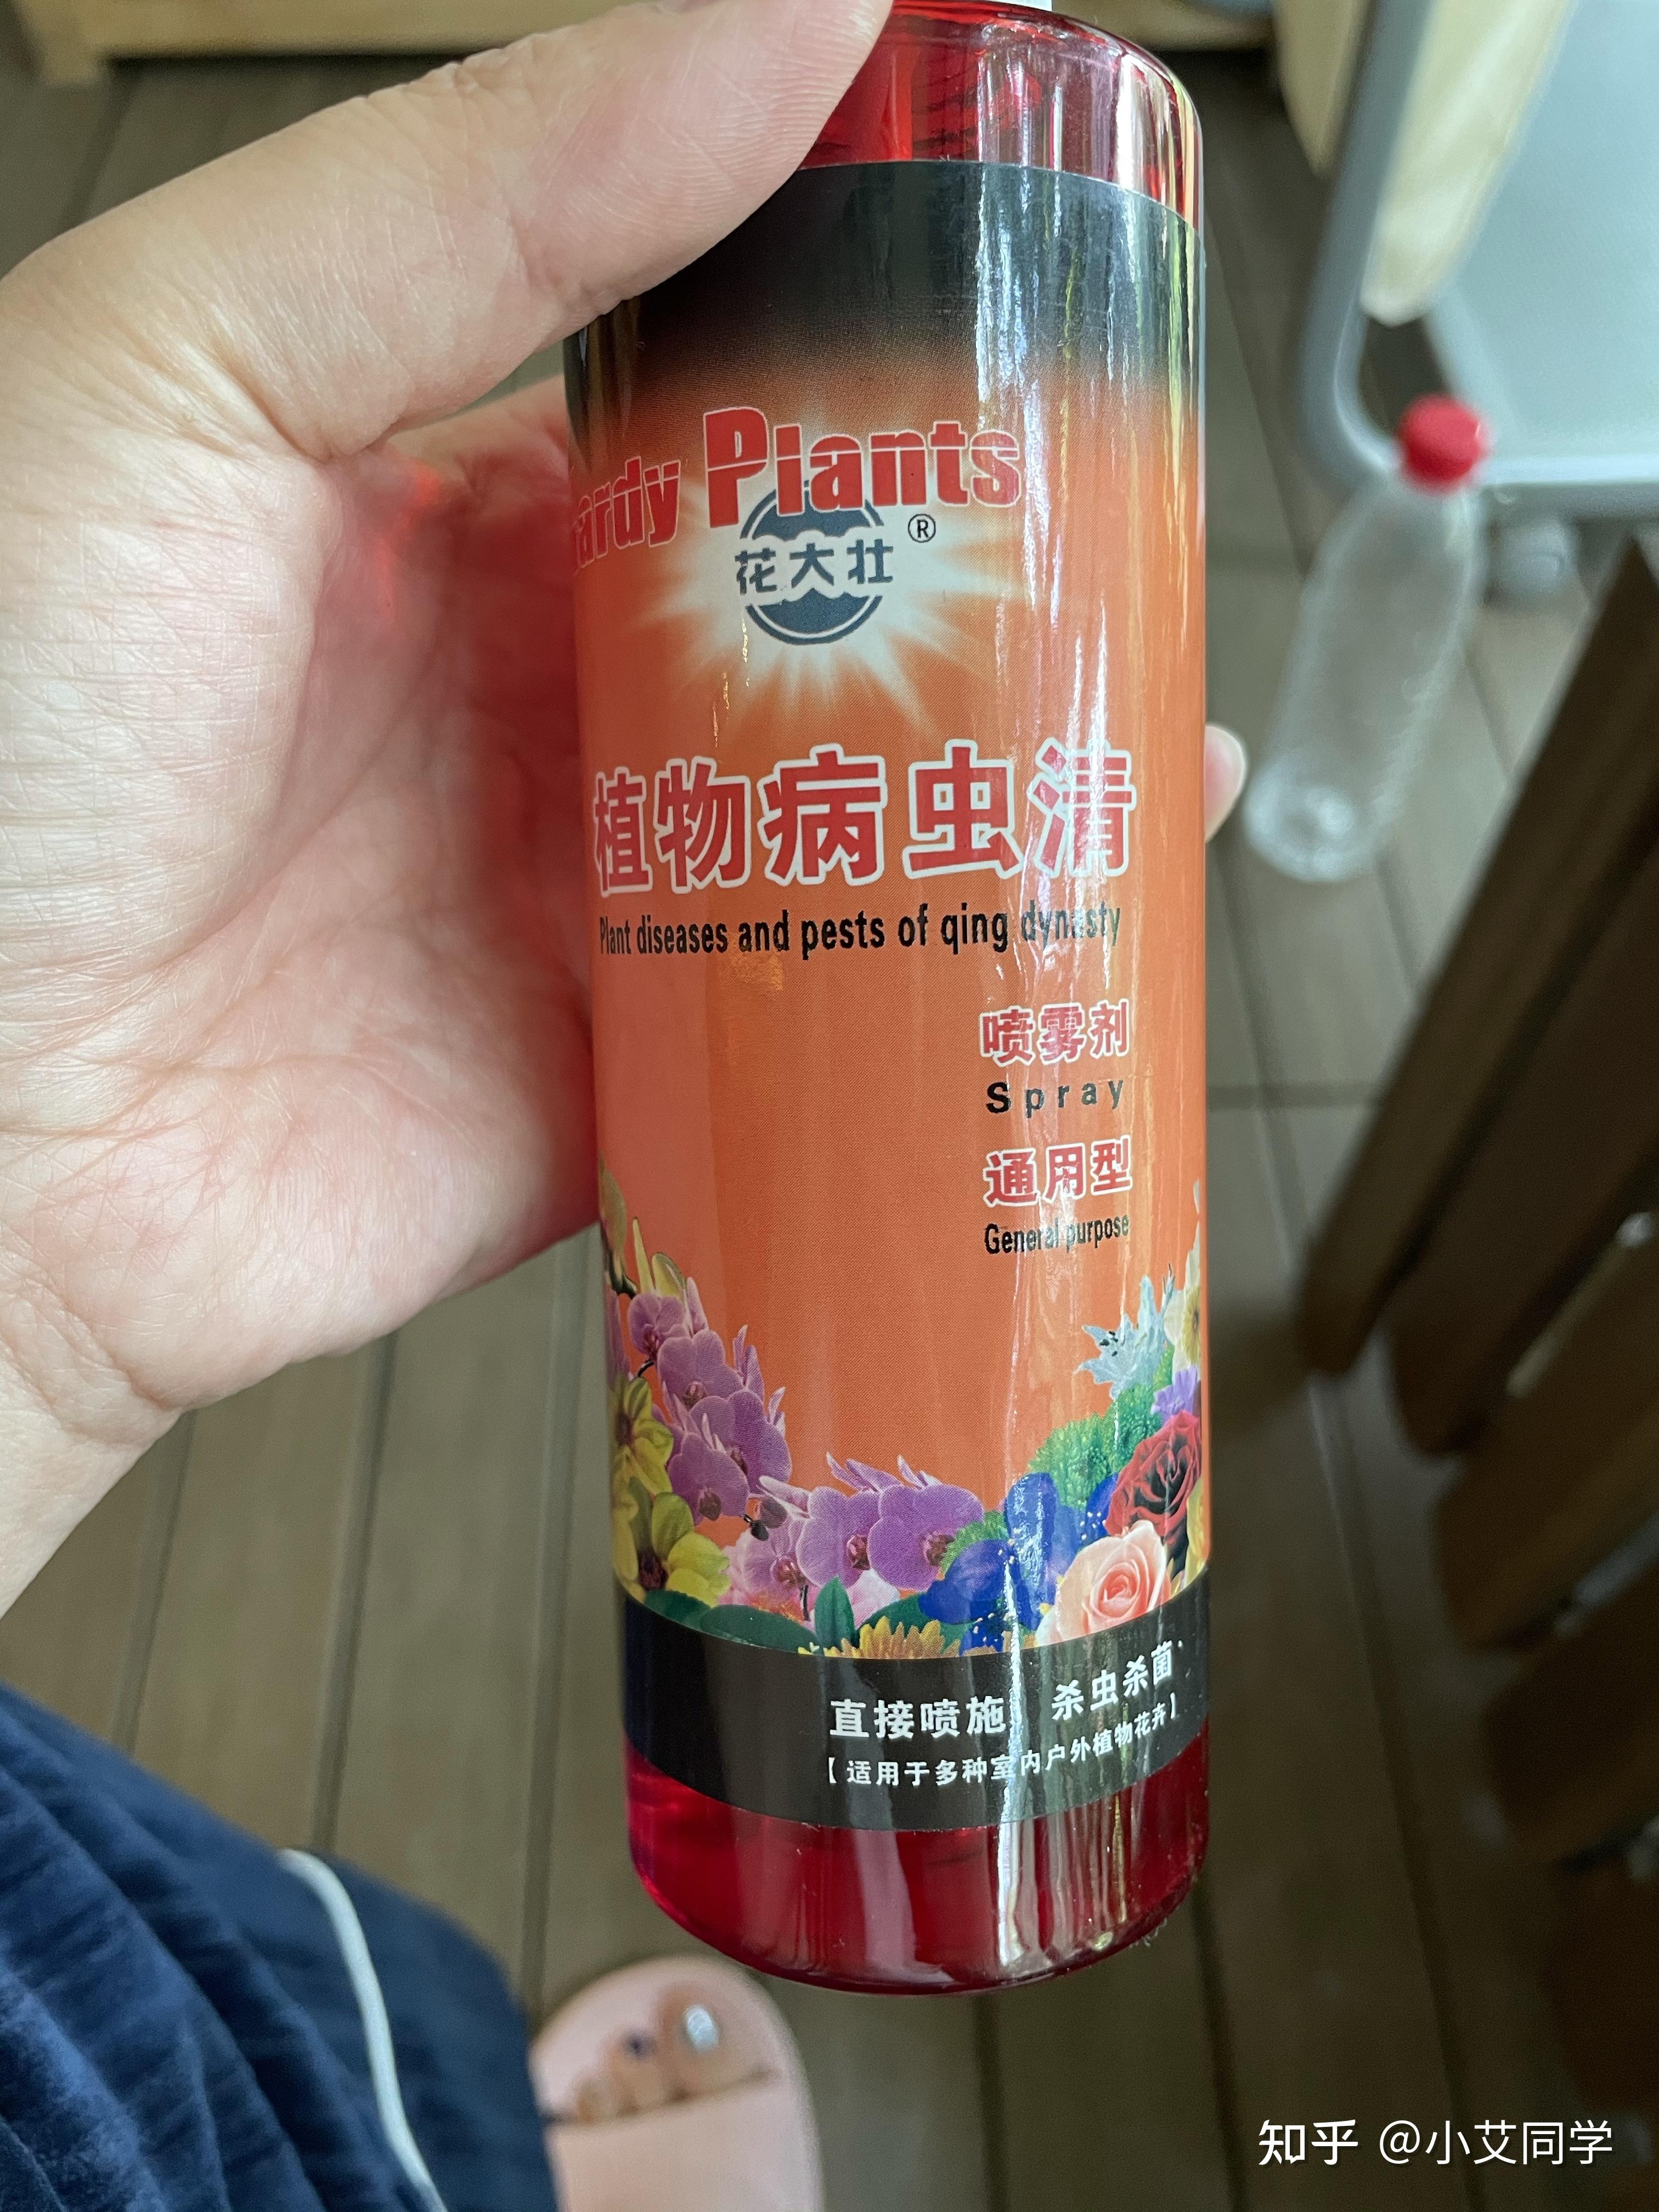 Hardy Plants
花大壮®
植物病虫清
Plant diseases and pests of qing dynasty
喷雾剂
Spray
通用型
General purpose
直接喷施 杀虫杀菌
【适用于多种室内户外植物花卉】
知乎 @小艾同学